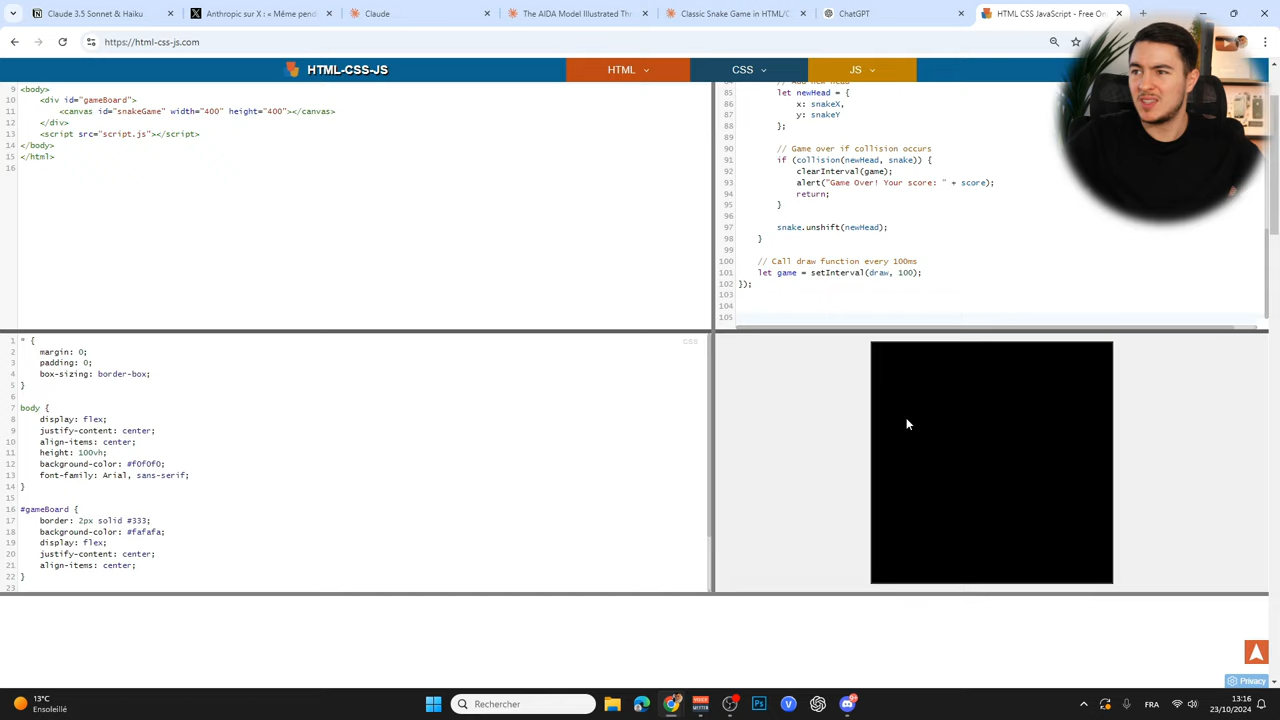 Claude 3.5 Sonnet & Haiku
Anthropic sur X : « Même pend
Claude
The AIDA Model Illustrated Thr
Classic Snake Game in HTML/C
ChatGPT
HTML CSS JavaScript - Free On
https://html-css-js.com
HTML-CSS-JS
HTML
CSS
JS
9 <body>
10 <div id="gameBoard">
11 <canvas id="snakeGame" width="400" height="400"></canvas>
12 </div>
13 <script src="script.js"></script>
14 </body>
15 </html>
16
85 let newHead = {
86 x: snakeX,
87 y: snakeY
88 };
89
90 // Game over if collision occurs
91 if (collision(newHead, snake)) {
92 clearInterval(game);
93 alert("Game Over! Your score: " + score);
94 return;
95 }
96
97 snake.unshift(newHead);
98 }
99
100 // Call draw function every 100ms
101 let game = setInterval(draw, 100);
102 });
103
104
105
CSS
1 * {
2 margin: 0;
3 padding: 0;
4 box-sizing: border-box;
5 }
6
7 body {
8 display: flex;
9 justify-content: center;
10 align-items: center;
11 height: 100vh;
12 background-color: #f0f0f0;
13 font-family: Arial, sans-serif;
14 }
15
16 #gameBoard {
17 border: 2px solid #333;
18 background-color: #fafafa;
19 display: flex;
20 justify-content: center;
21 align-items: center;
22 }
23
Privacy
13°C
Ensoleillé
Rechercher
FRA
13:16
23/10/2024